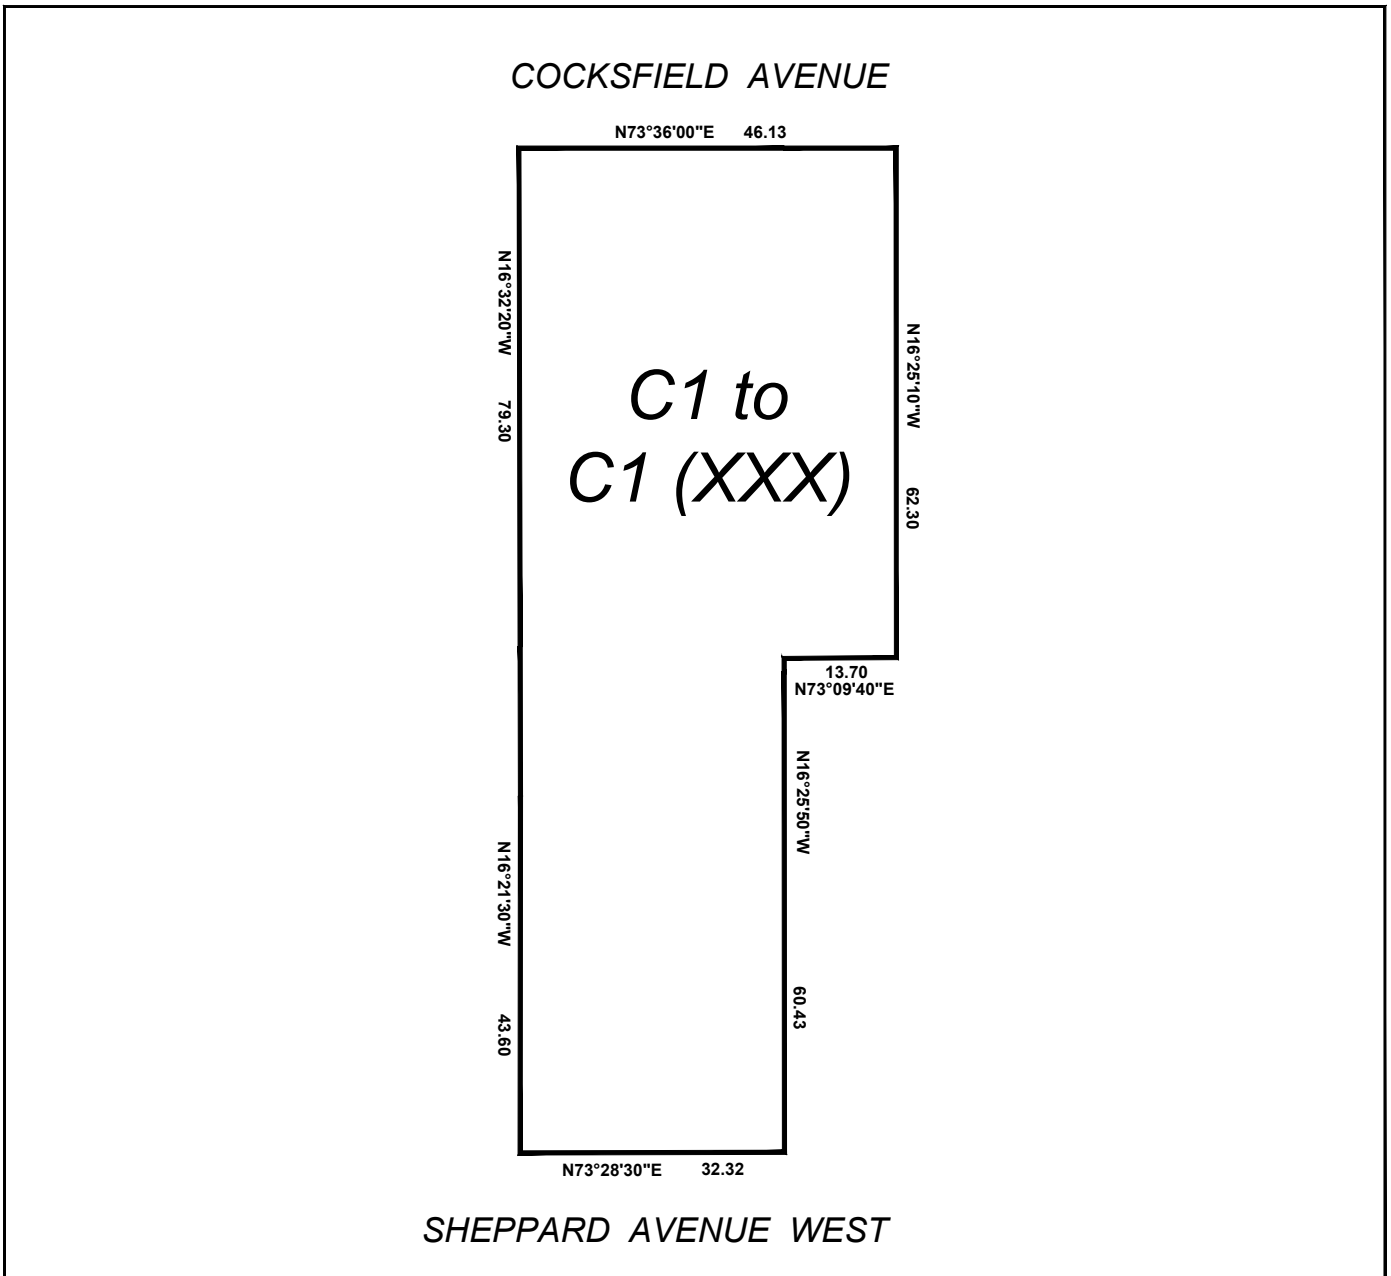 COCKSFIELD AVENUE
N73°36'00"E 46.13
N16°32'20"W 79.30
C1 to
C1 (XXX)
N16°25'10"W 62.30
13.70
N73°09'40"E
N16°25'50"W 60.43
N16°21'30"W 43.60
N73°28'30"E 32.32
SHEPPARD AVENUE WEST